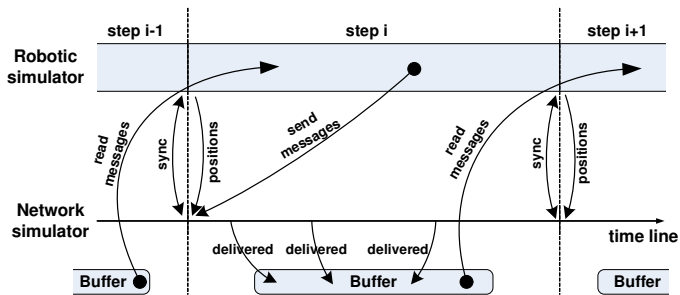 step i-1
step i
step i+1
Robotic
simulator
read
messages
sync
positions
send
messages
read
messages
sync
positions
Network
simulator
time line
delivered
delivered
delivered
Buffer
Buffer
Buffer